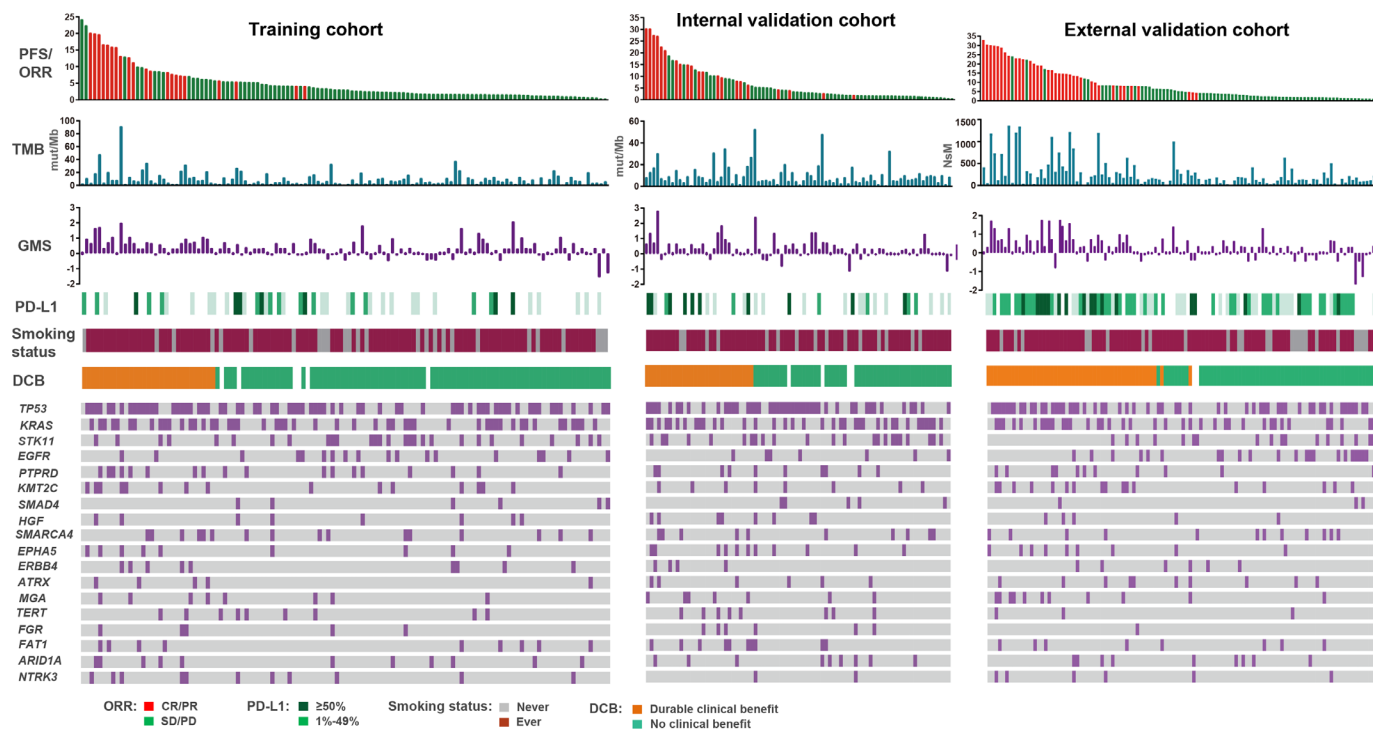 Training cohort
Internal validation cohort
External validation cohort
PFS/
ORR
25
20
15
10
5
0
35
30
25
20
15
10
5
0
35
30
25
20
15
10
5
0
TMB
mut/Mb
100
80
60
40
20
0
mut/Mb
60
40
20
0
NsM
1500
1000
500
0
GMS
3
2
1
0
-1
-2
3
2
1
0
-1
-2
2
1
0
-1
-2
PD-L1
Smoking
status
DCB
TP53
KRAS
STK11
EGFR
PTPRD
KMT2C
SMAD4
HGF
SMARCA4
EPHA5
ERBB4
ATRX
MGA
TERT
FGR
FAT1
ARID1A
NTRK3
ORR: CR/PR PD-L1: ≥50% Smoking status: Never DCB: Durable clinical benefit
SD/PD 1%-49% Ever No clinical benefit